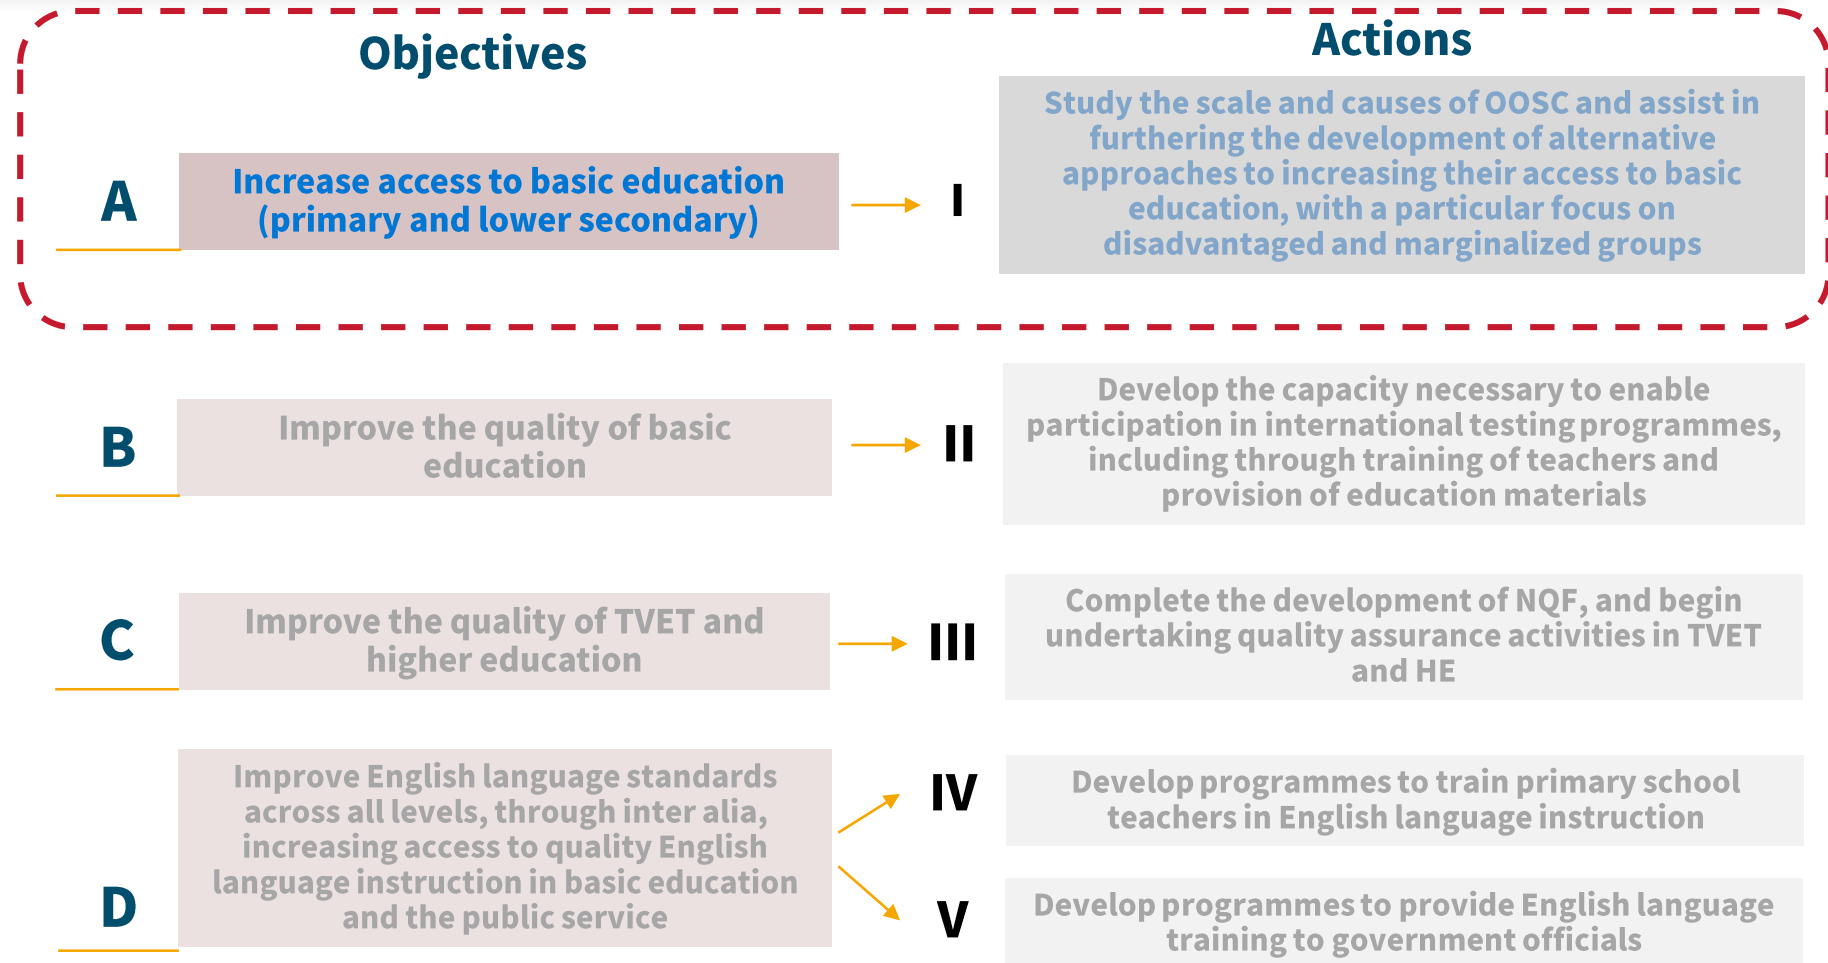 Objectives
Actions
A
Increase access to basic education
(primary and lower secondary)
I
Study the scale and causes of OOSC and assist in
furthering the development of alternative
approaches to increasing their access to basic
education, with a particular focus on
disadvantaged and marginalized groups
B
Improve the quality of basic
education
II
Develop the capacity necessary to enable
participation in international testing programmes,
including through training of teachers and
provision of education materials
C
Improve the quality of TVET and
higher education
III
Complete the development of NQF, and begin
undertaking quality assurance activities in TVET
and HE
D
Improve English language standards
across all levels, through inter alia,
increasing access to quality English
language instruction in basic education
and the public service
IV
Develop programmes to train primary school
teachers in English language instruction
V
Develop programmes to provide English language
training to government officials